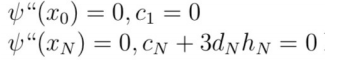 ψ“(x₀) = 0, c₁ = 0
ψ“(x_N) = 0, c_N + 3d_N h_N = 0